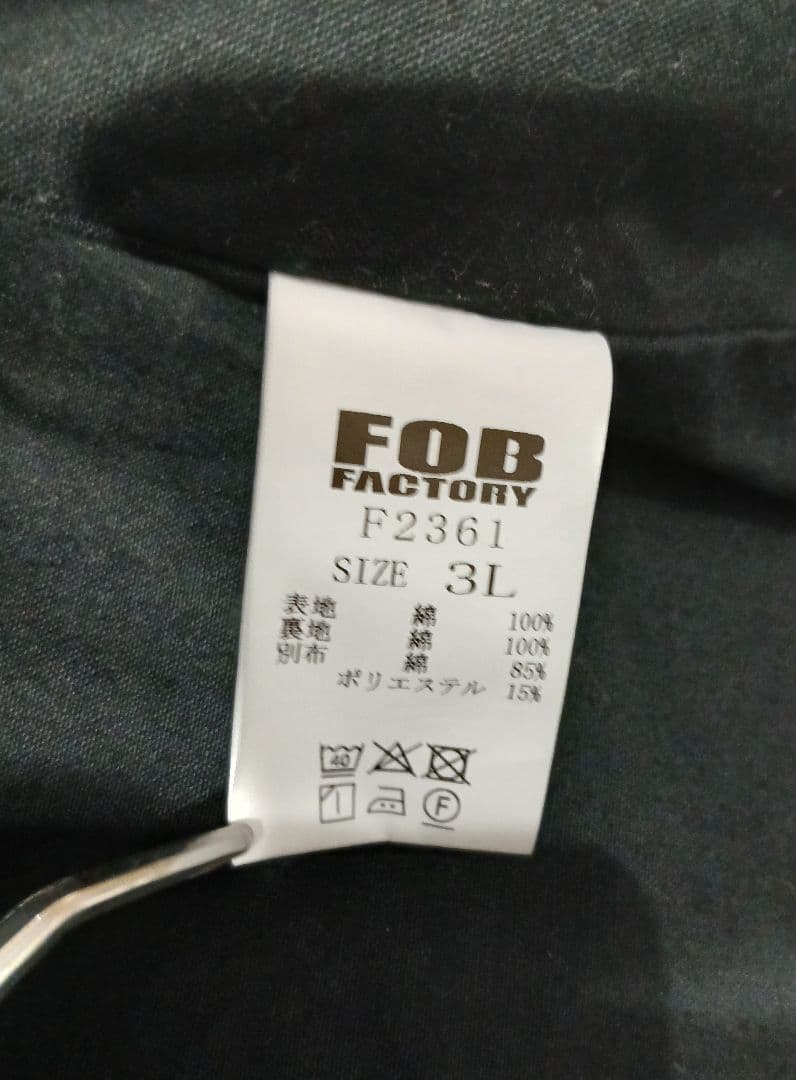 FOB
FACTORY
F2361
SIZE 3L
表地 綿 100%
裏地 綿 100%
別布 綿 85%
ポリエステル 15%
40
F